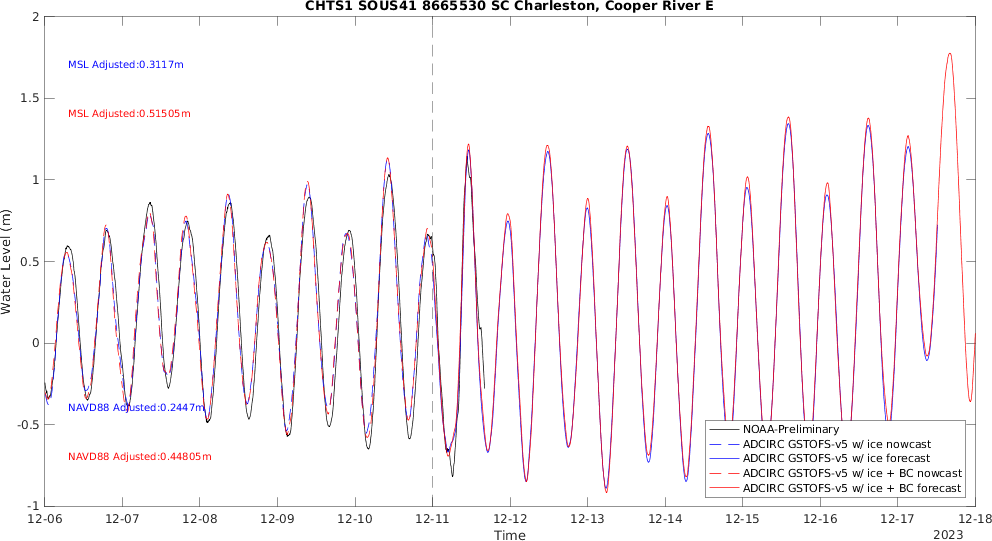 CHTS1 SOUS41 8665530 SC Charleston, Cooper River E
2
1.5
1
0.5
0
-0.5
-1
Water Level (m)
MSL Adjusted:0.3117m
MSL Adjusted:0.51505m
NAVD88 Adjusted:0.2447m
NAVD88 Adjusted:0.44805m
NOAA-Preliminary
ADCIRC GSTOFS-v5 w/ ice nowcast
ADCIRC GSTOFS-v5 w/ ice forecast
ADCIRC GSTOFS-v5 w/ ice + BC nowcast
ADCIRC GSTOFS-v5 w/ ice + BC forecast
12-06 12-07 12-08 12-09 12-10 12-11 12-12 12-13 12-14 12-15 12-16 12-17 12-18
Time
2023